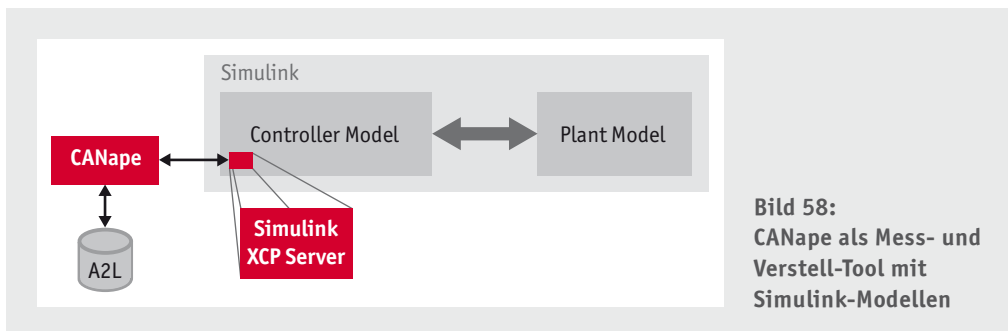 Simulink
Controller Model
Plant Model
CANape
Simulink
XCP Server
A2L
Bild 58:
CANape als Mess- und
Verstell-Tool mit
Simulink-Modellen